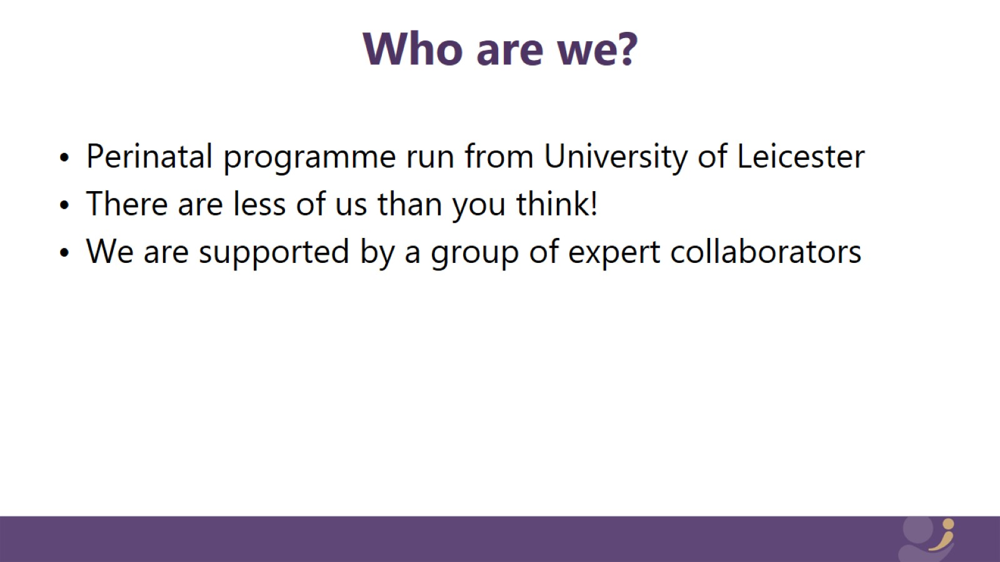 Who are we?
• Perinatal programme run from University of Leicester
• There are less of us than you think!
• We are supported by a group of expert collaborators